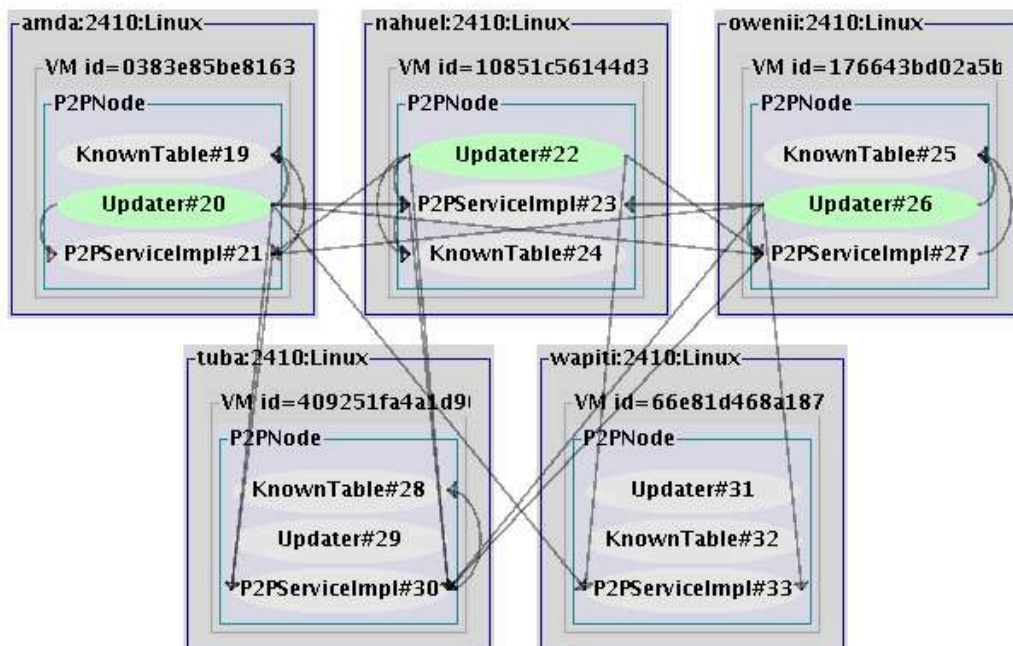 amda:2410:Linux
VM id=0383e85be8163
P2PNode
KnownTable#19
Updater#20
P2PServiceImpl#21
nahuel:2410:Linux
VM id=10851c56144d3
P2PNode
Updater#22
P2PServiceImpl#23
KnownTable#24
owenii:2410:Linux
VM id=176643bd02a5b
P2PNode
KnownTable#25
Updater#26
P2PServiceImpl#27
tuba:2410:Linux
VM id=409251fa4a1d9
P2PNode
KnownTable#28
Updater#29
P2PServiceImpl#30
wapiti:2410:Linux
VM id=66e81d468a187
P2PNode
Updater#31
KnownTable#32
P2PServiceImpl#33